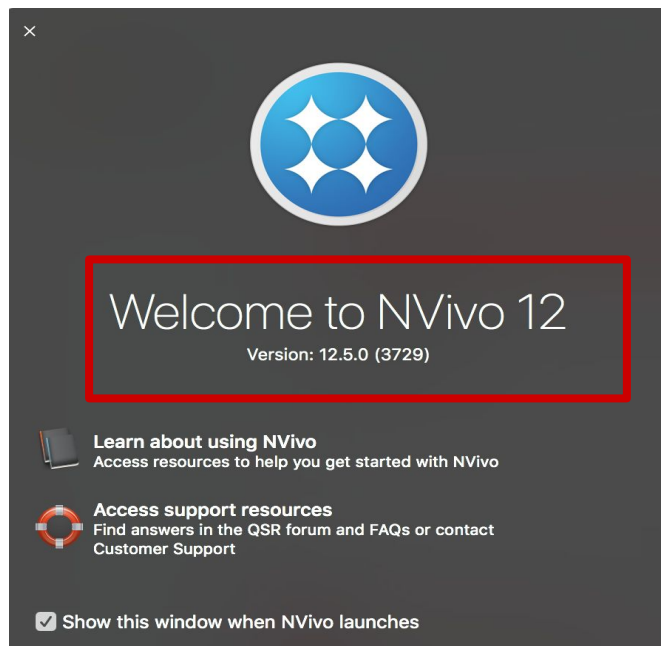 Welcome to NVivo 12
Version: 12.5.0 (3729)
Learn about using NVivo
Access resources to help you get started with NVivo
Access support resources
Find answers in the QSR forum and FAQs or contact
Customer Support
Show this window when NVivo launches